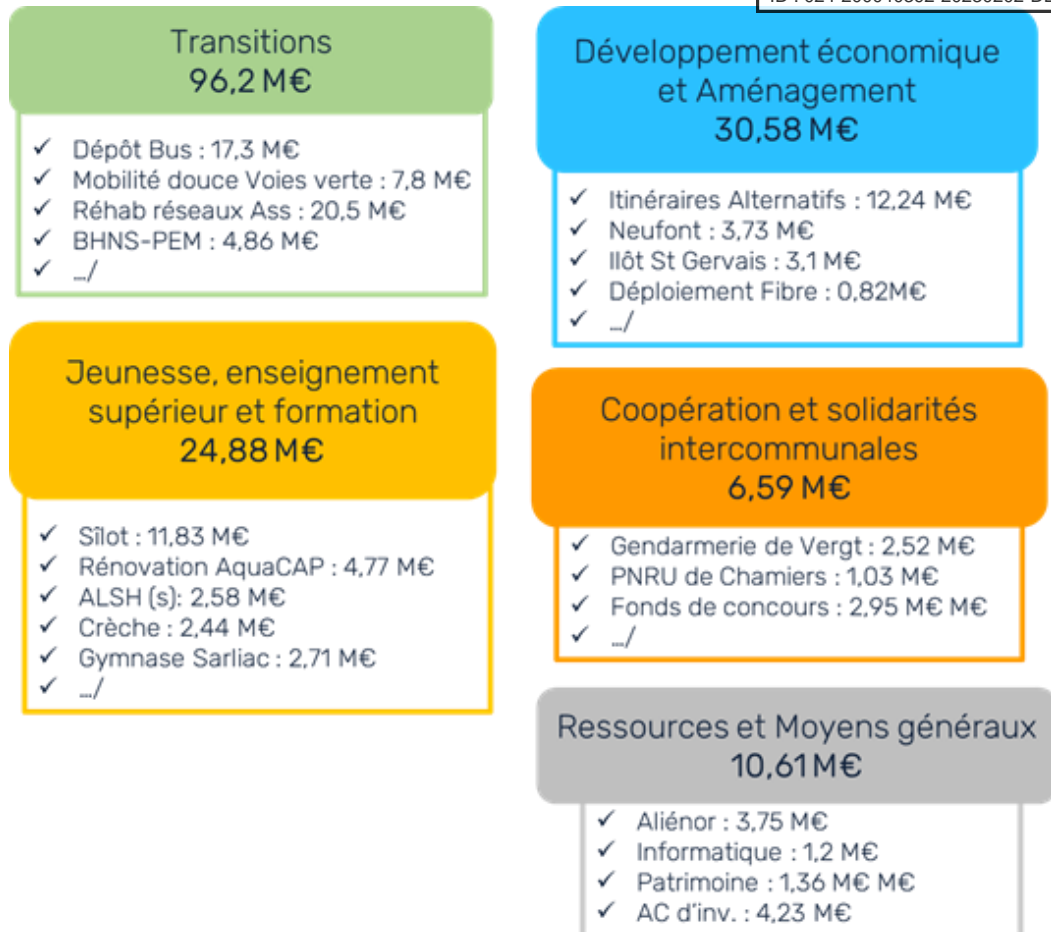 Transitions
96,2 M€
✓ Dépôt Bus : 17,3 M€
✓ Mobilité douce Voies verte : 7,8 M€
✓ Réhab réseaux Ass : 20,5 M€
✓ BHNS-PEM : 4,86 M€
✓ .../
Développement économique
et Aménagement
30,58 M€
✓ Itinéraires Alternatifs : 12,24 M€
✓ Neufont : 3,73 M€
✓ Ilôt St Gervais : 3,1 M€
✓ Déploiement Fibre : 0,82M€
✓ .../
Jeunesse, enseignement
supérieur et formation
24,88 M€
✓ Sîlot : 11,83 M€
✓ Rénovation AquaCAP : 4,77 M€
✓ ALSH (s): 2,58 M€
✓ Crèche : 2,44 M€
✓ Gymnase Sarliac : 2,71 M€
✓ .../
Coopération et solidarités
intercommunales
6,59 M€
✓ Gendarmerie de Vergt : 2,52 M€
✓ PNRU de Chamiers : 1,03 M€
✓ Fonds de concours : 2,95 M€ M€
✓ .../
Ressources et Moyens généraux
10,61 M€
✓ Aliénor : 3,75 M€
✓ Informatique : 1,2 M€
✓ Patrimoine : 1,36 M€ M€
✓ AC d'inv. : 4,23 M€